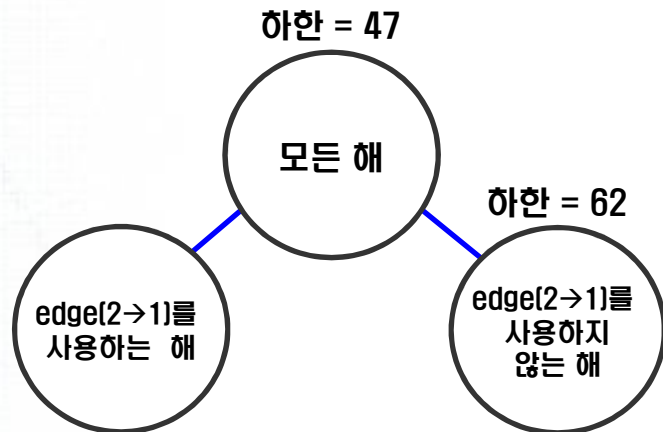 하한 = 47
모든 해
하한 = 62
edge(2→1)를
사용하는 해
edge(2→1)를
사용하지
않는 해